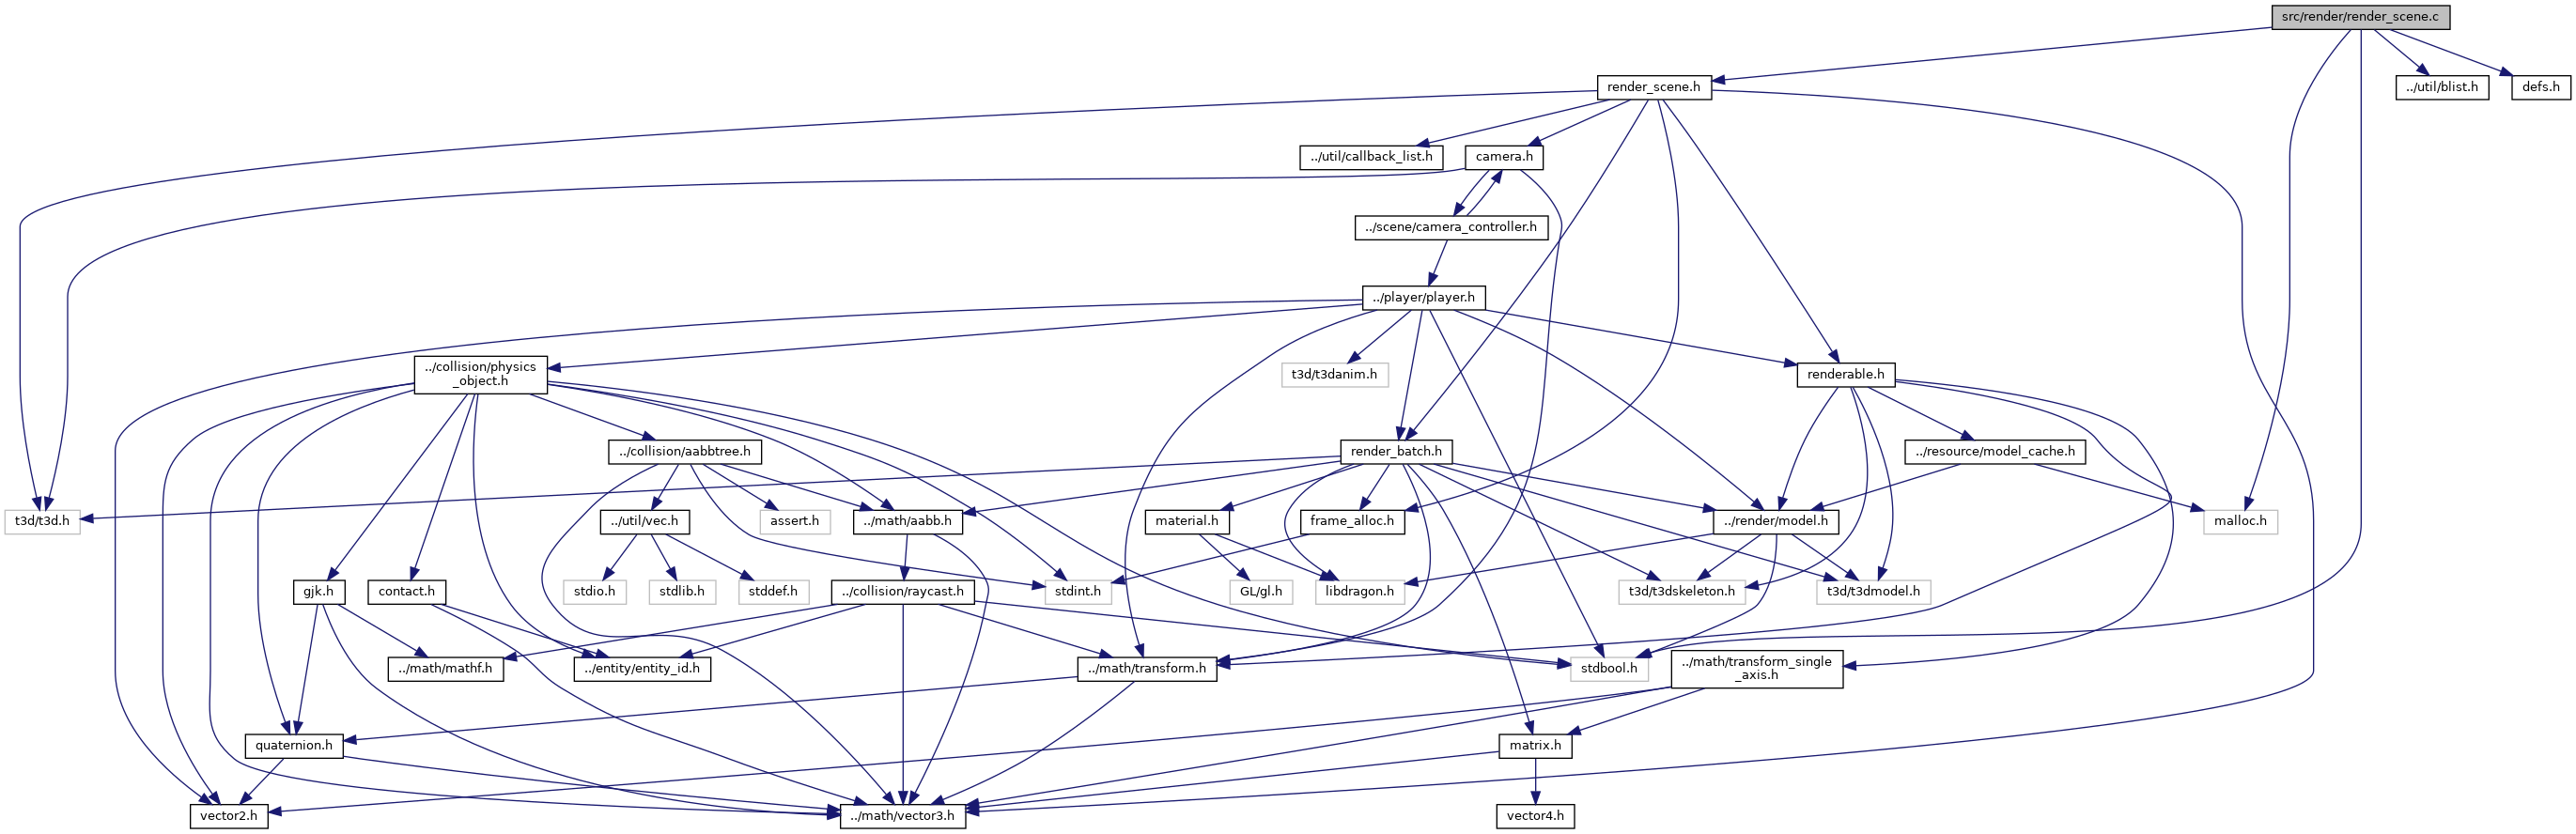 src/render/render_scene.c
render_scene.h
../util/blist.h
defs.h
../util/callback_list.h
camera.h
../scene/camera_controller.h
../player/player.h
../collision/physics
_object.h
t3d/t3danim.h
renderable.h
../collision/aabbtree.h
render_batch.h
../resource/model_cache.h
t3d/t3d.h
../util/vec.h
assert.h
../math/aabb.h
material.h
frame_alloc.h
../render/model.h
malloc.h
gjk.h
contact.h
stdio.h
stdlib.h
stddef.h
../collision/raycast.h
stdint.h
GL/gl.h
libdragon.h
t3d/t3dskeleton.h
t3d/t3dmodel.h
../math/mathf.h
../entity/entity_id.h
../math/transform.h
stdbool.h
../math/transform_single
_axis.h
quaternion.h
matrix.h
vector2.h
../math/vector3.h
vector4.h